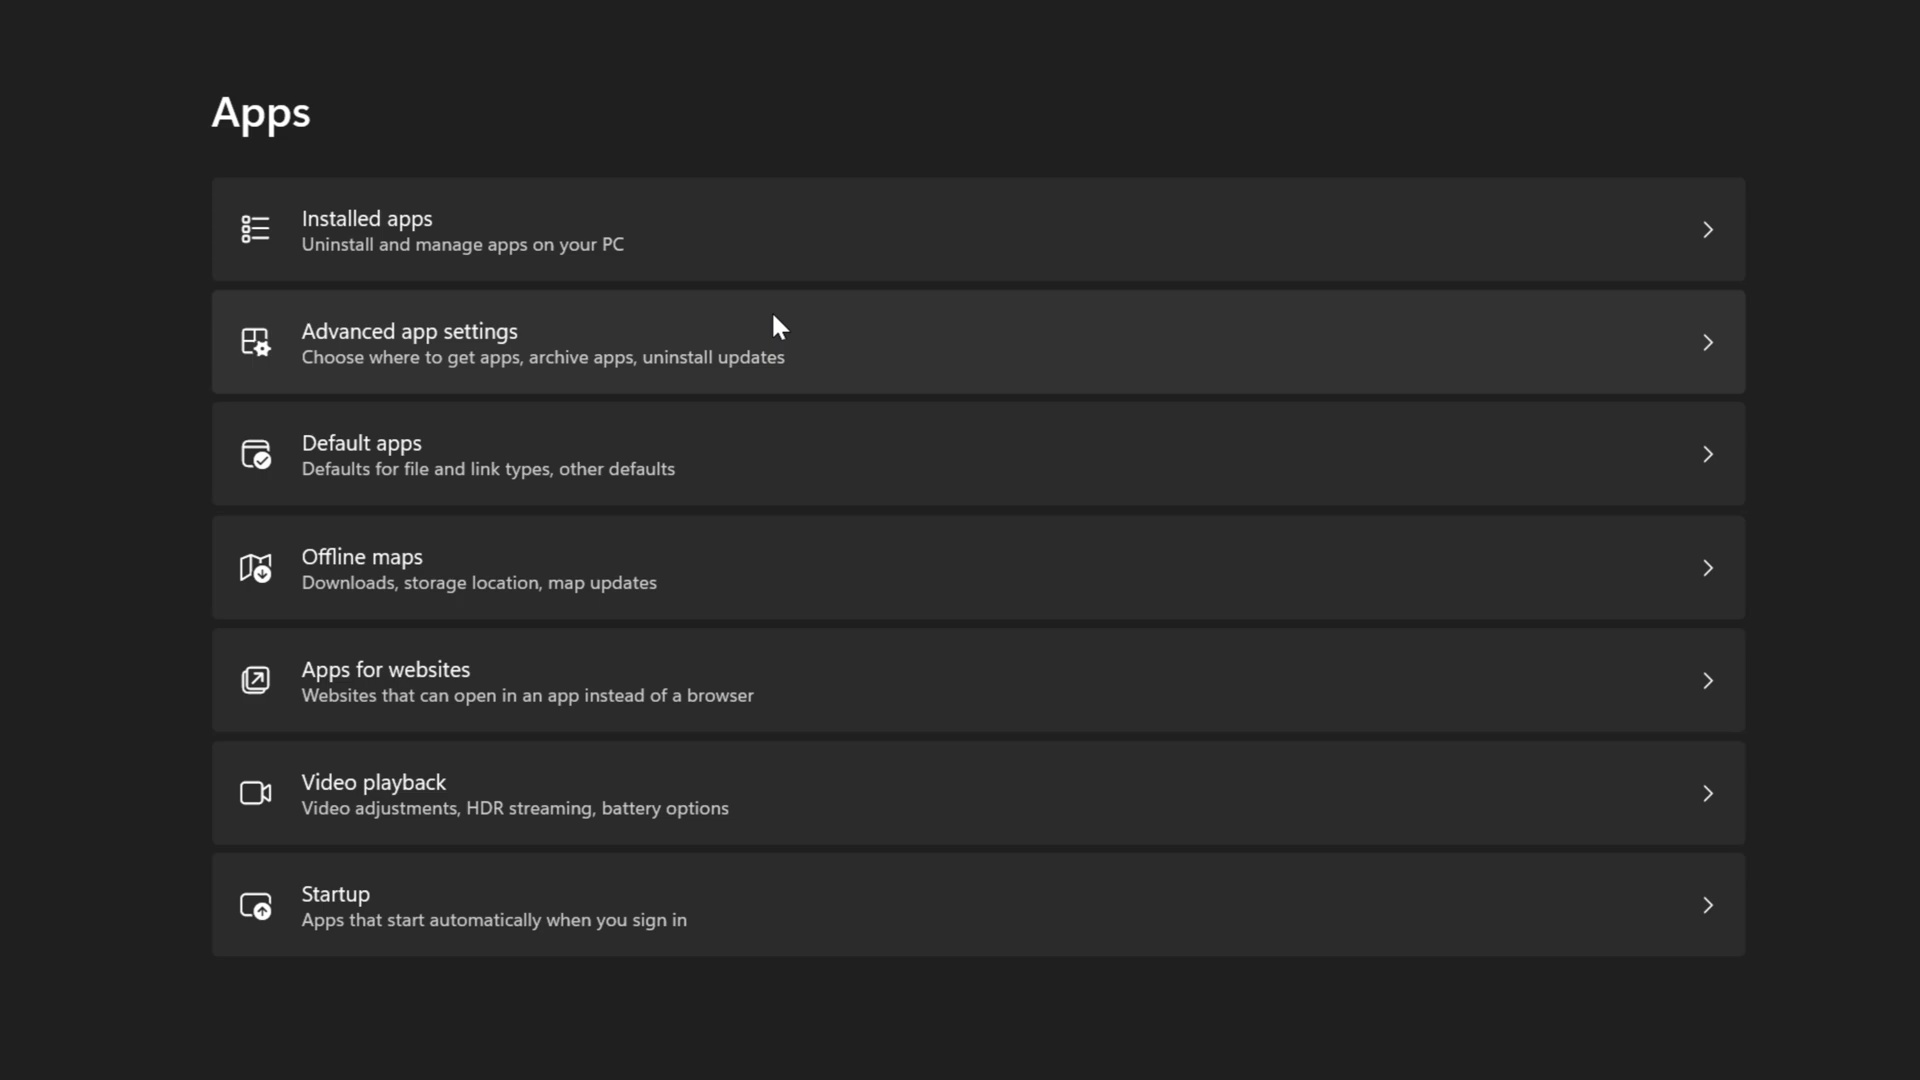 Apps
Installed apps
Uninstall and manage apps on your PC
Advanced app settings
Choose where to get apps, archive apps, uninstall updates
Default apps
Defaults for file and link types, other defaults
Offline maps
Downloads, storage location, map updates
Apps for websites
Websites that can open in an app instead of a browser
Video playback
Video adjustments, HDR streaming, battery options
Startup
Apps that start automatically when you sign in